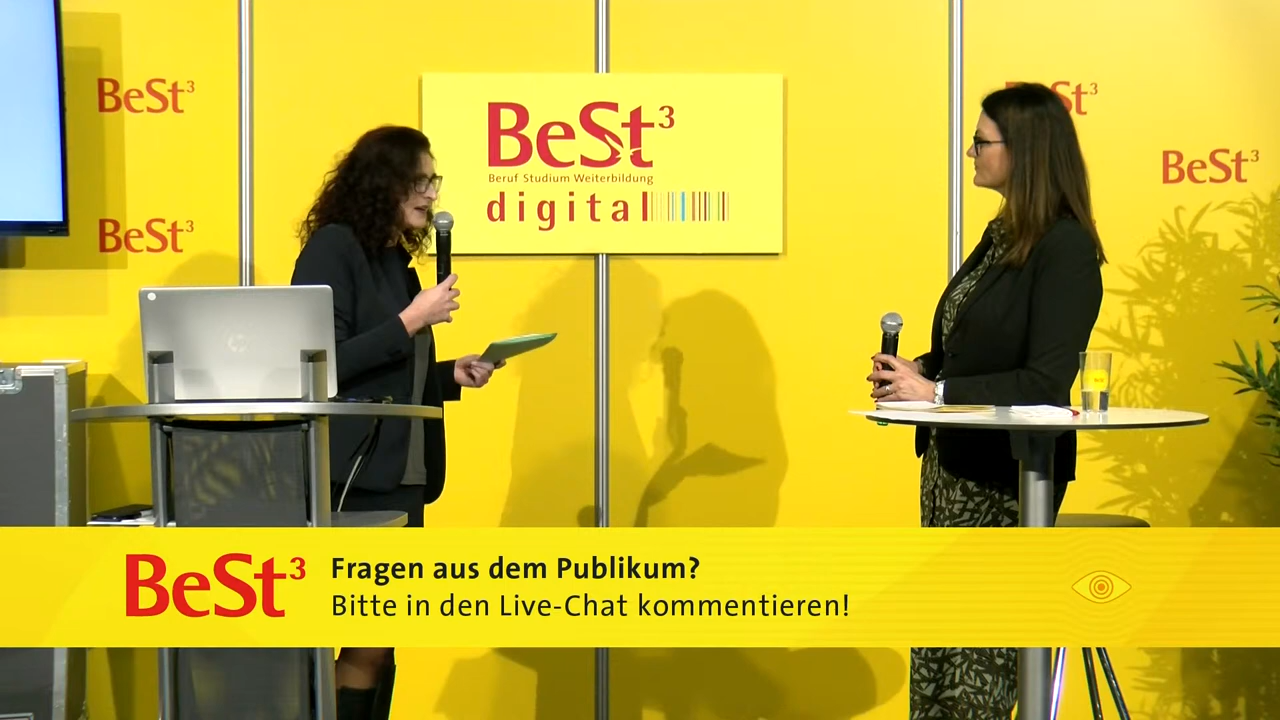 BeSt³
BeSt³
BeSt³
Beruf Studium Weiterbildung
digital
St³
BeSt³
BeSt³
Fragen aus dem Publikum?
Bitte in den Live-Chat kommentieren!